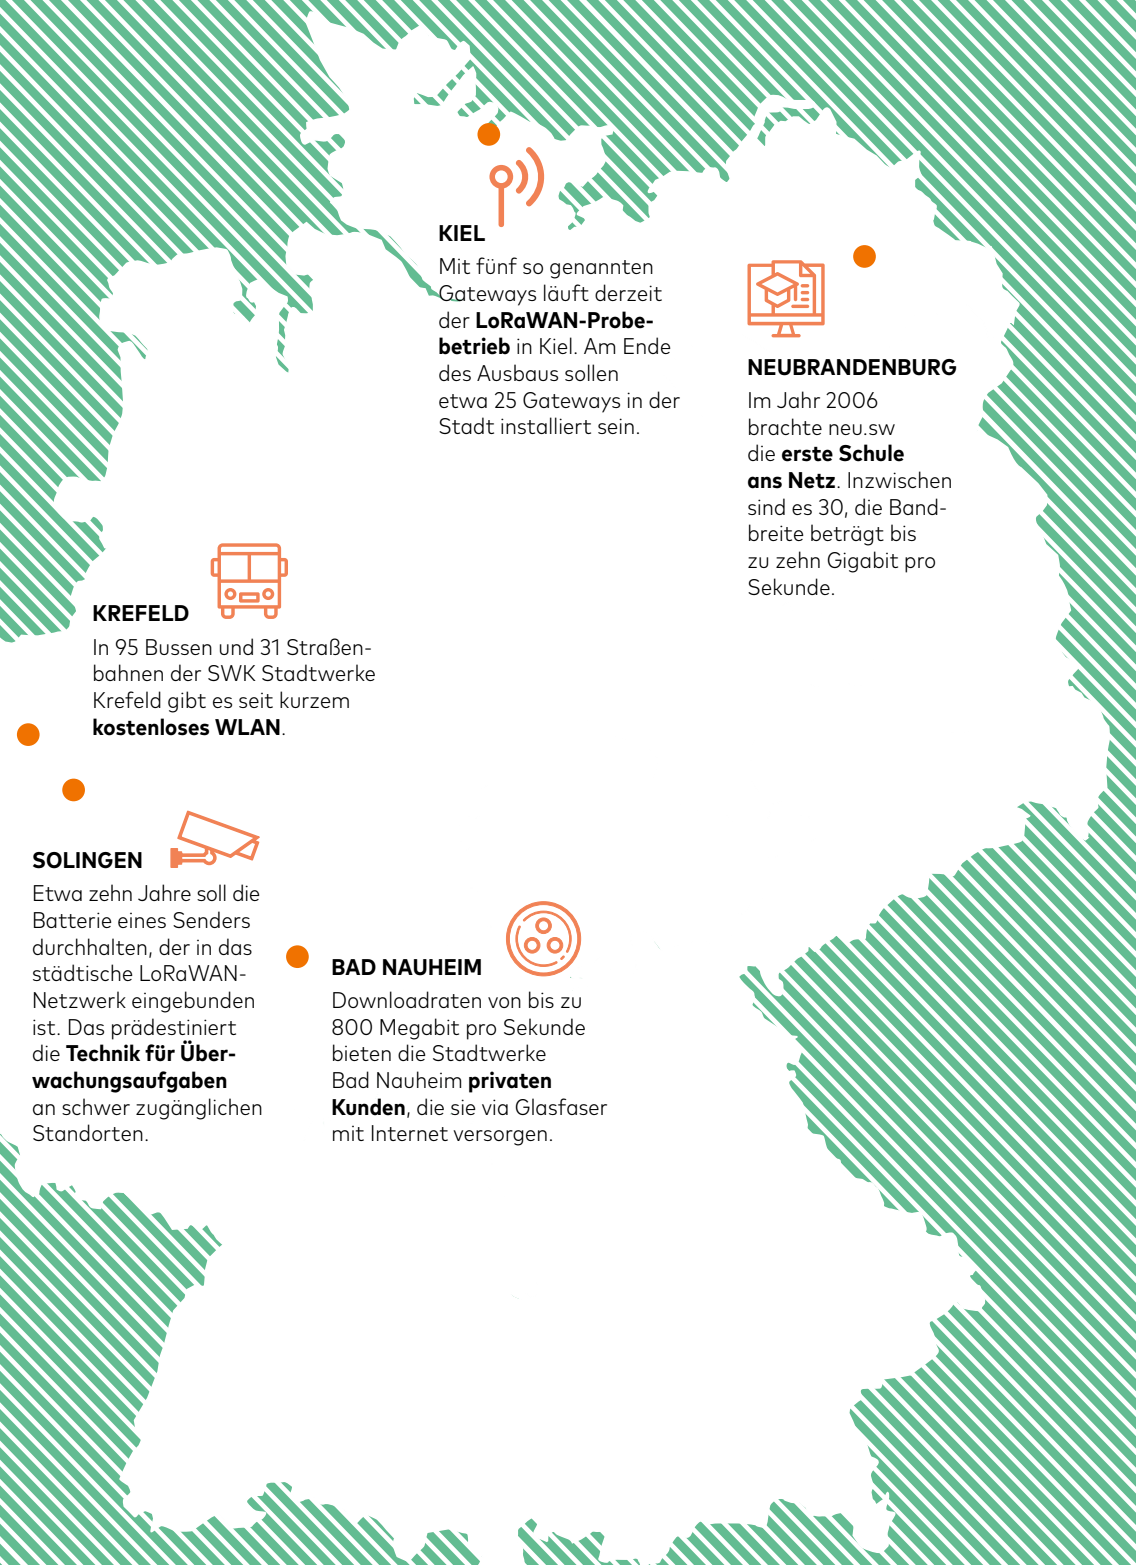 KIEL
Mit fünf so genannten
Gateways läuft derzeit
der LoRaWAN-Probe-
betrieb in Kiel. Am Ende
des Ausbaus sollen
etwa 25 Gateways in der
Stadt installiert sein.
NEUBRANDENBURG
Im Jahr 2006
brachte neu.sw
die erste Schule
ans Netz. Inzwischen
sind es 30, die Band-
breite beträgt bis
zu zehn Gigabit pro
Sekunde.
KREFELD
In 95 Bussen und 31 Straßen-
bahnen der SWK Stadtwerke
Krefeld gibt es seit kurzem
kostenloses WLAN.
SOLINGEN
Etwa zehn Jahre soll die
Batterie eines Senders
durchhalten, der in das
städtische LoRaWAN-
Netzwerk eingebunden
ist. Das prädestiniert
die Technik für Über-
wachungsaufgaben
an schwer zugänglichen
Standorten.
BAD NAUHEIM
Downloadraten von bis zu
800 Megabit pro Sekunde
bieten die Stadtwerke
Bad Nauheim privaten
Kunden, die sie via Glasfaser
mit Internet versorgen.